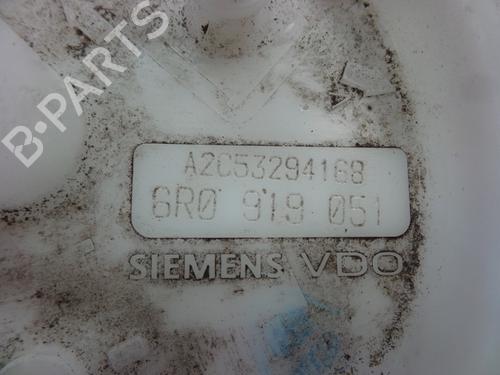 B-PARTS
A2C53294168
6R0 919 051
SIEMENS VDO